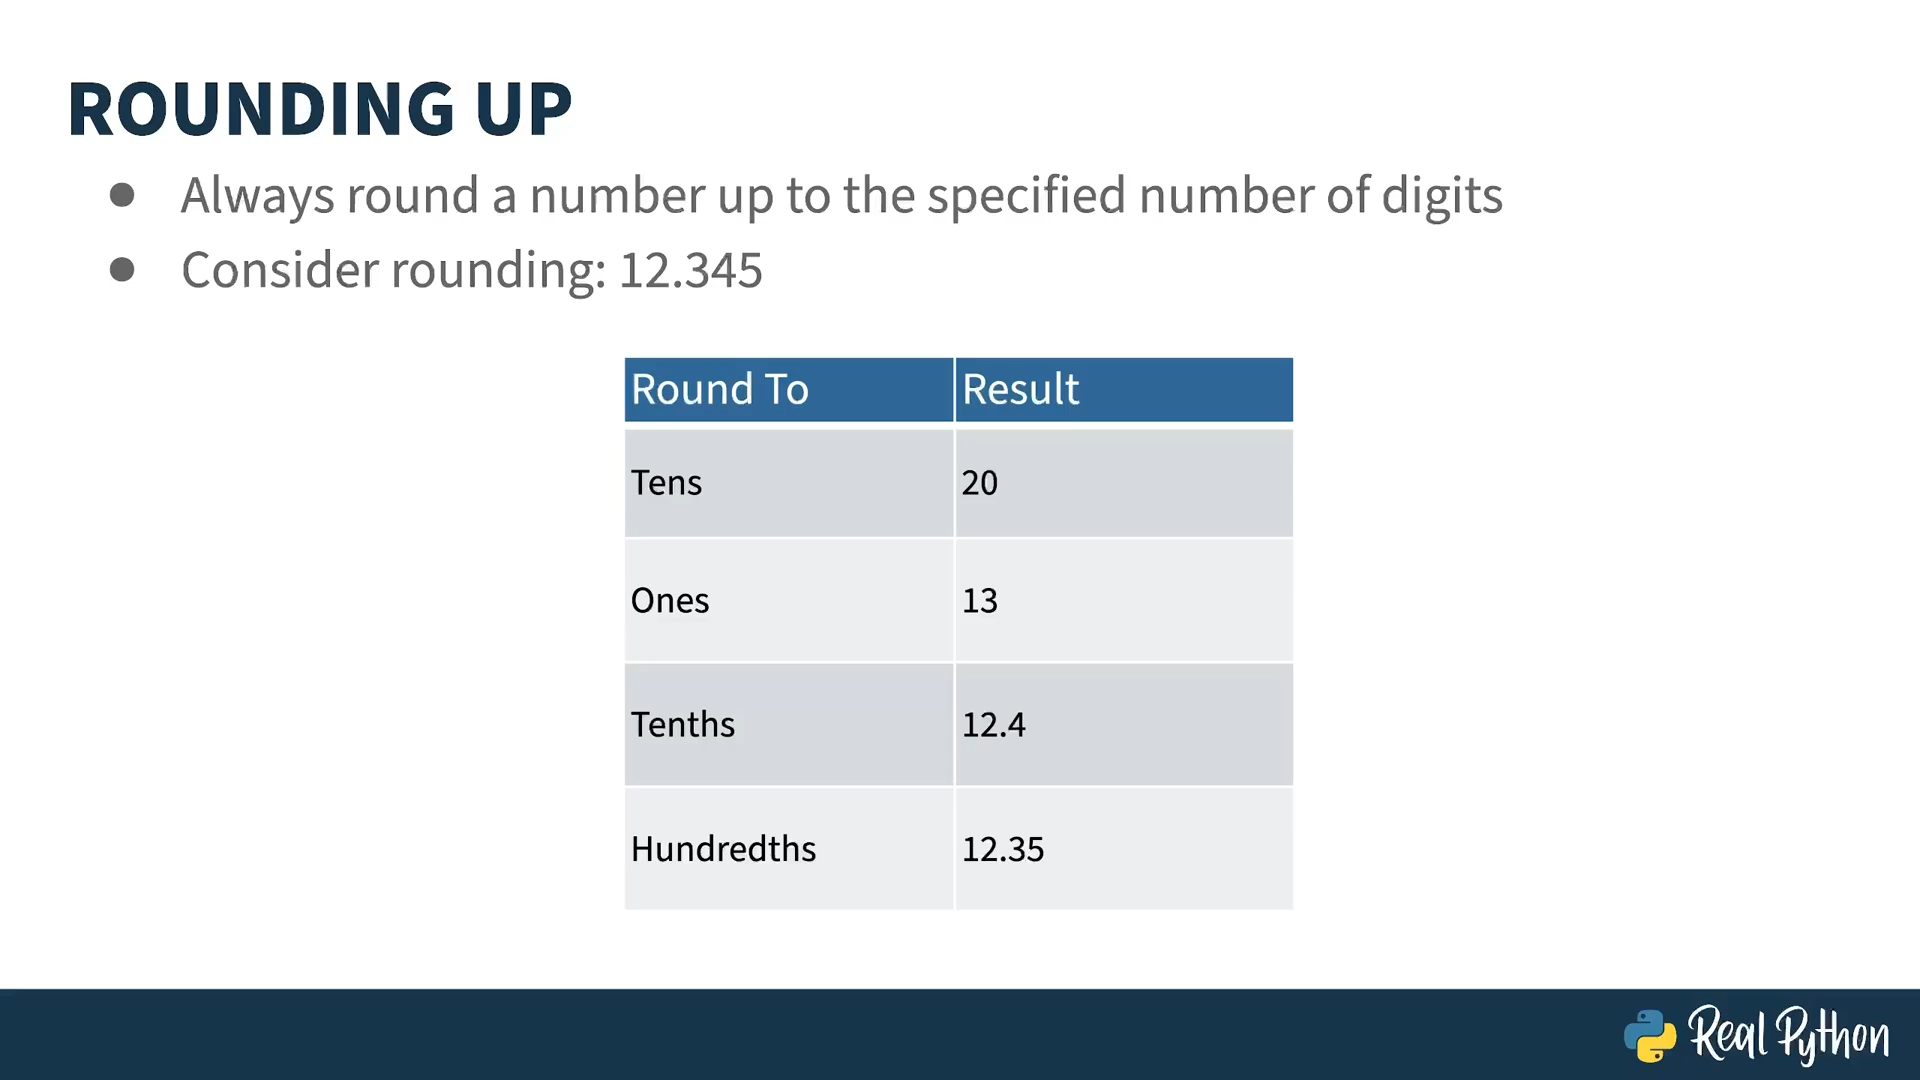 ROUNDING UP
● Always round a number up to the specified number of digits
● Consider rounding: 12.345
Round To Result
Tens 20
Ones 13
Tenths 12.4
Hundredths 12.35
Real Python